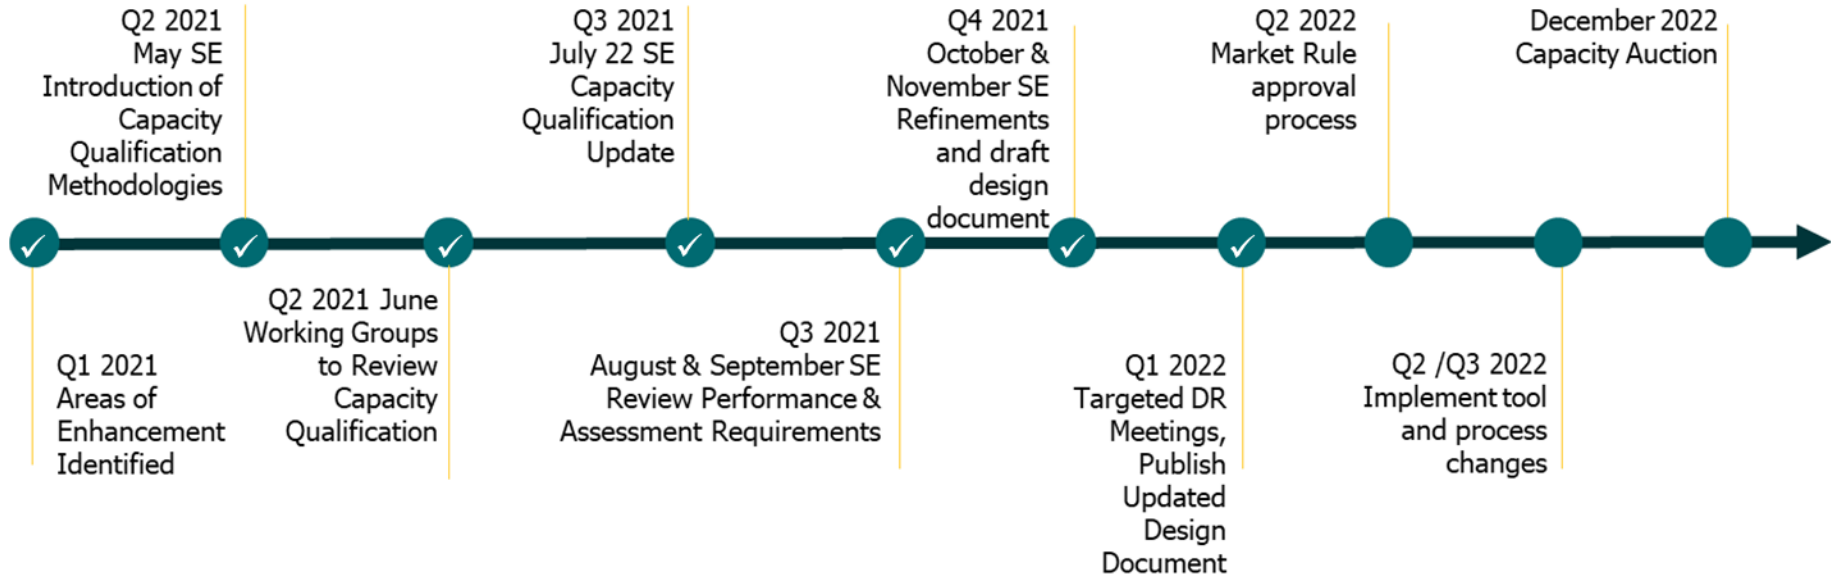 Q2 2021
May SE
Introduction of
Capacity
Qualification
Methodologies
Q3 2021
July 22 SE
Capacity
Qualification
Update
Q4 2021
October &
November SE
Refinements
and draft
design
document
Q2 2022
Market Rule
approval
process
December 2022
Capacity Auction
Q1 2021
Areas of
Enhancement
Identified
Q2 2021 June
Working Groups
to Review
Capacity
Qualification
Q3 2021
August & September SE
Review Performance &
Assessment Requirements
Q1 2022
Targeted DR
Meetings,
Publish
Updated
Design
Document
Q2 /Q3 2022
Implement tool
and process
changes